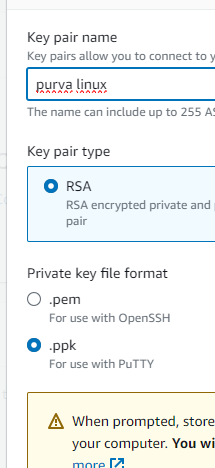 Key pair name
Key pairs allow you to connect to y
purva linux
The name can include up to 255 AS
Key pair type
RSA
RSA encrypted private and p
pair
Private key file format
.pem
For use with OpenSSH
.ppk
For use with PuTTY
When prompted, store
your computer. You wi
more